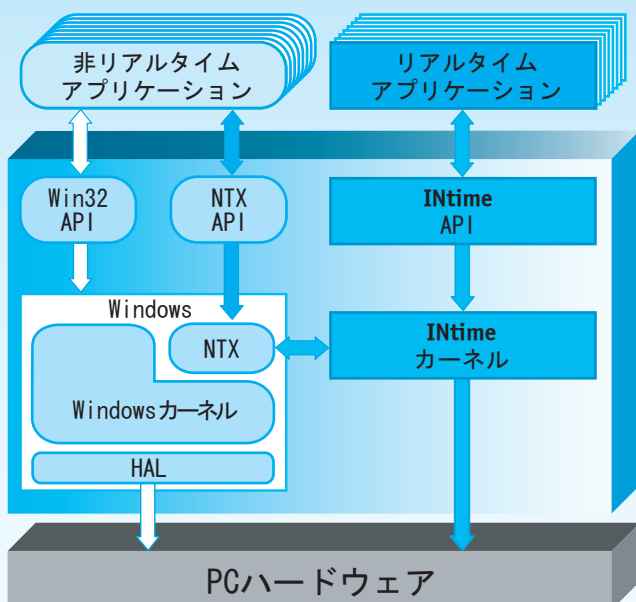 非リアルタイム
アプリケーション
リアルタイム
アプリケーション
Win32
API
NTX
API
INtime
API
Windows
NTX
INtime
カーネル
Windowsカーネル
HAL
PCハードウェア